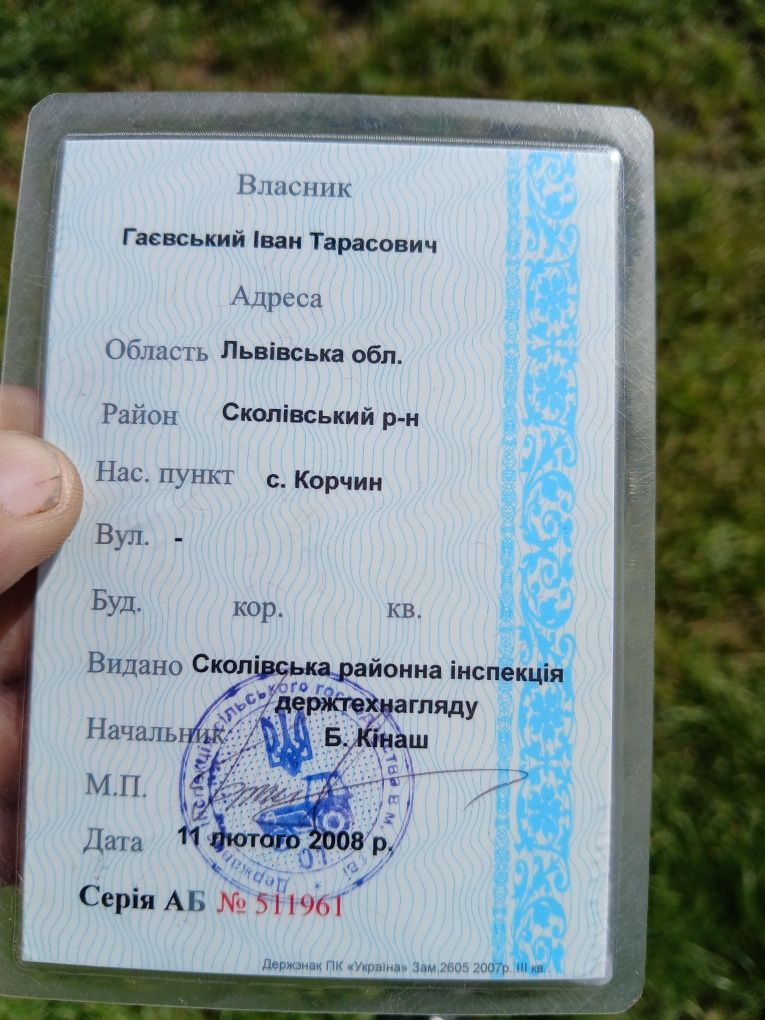 Власник
Гаєвський Іван Тарасович
Адреса
Область Львівська обл.
Район Сколівський р-н
Нас. пункт с. Корчин
Вул. -
Буд. кор. кв.
Видано Сколівська районна інспекція
держтехнагляду
Начальник Б. Кінаш
М.П.
Дата 11 лютого 2008 р.
Серія АБ № 511961
Держзнак ПК «Україна» Зам.2605 2007р. III кв.